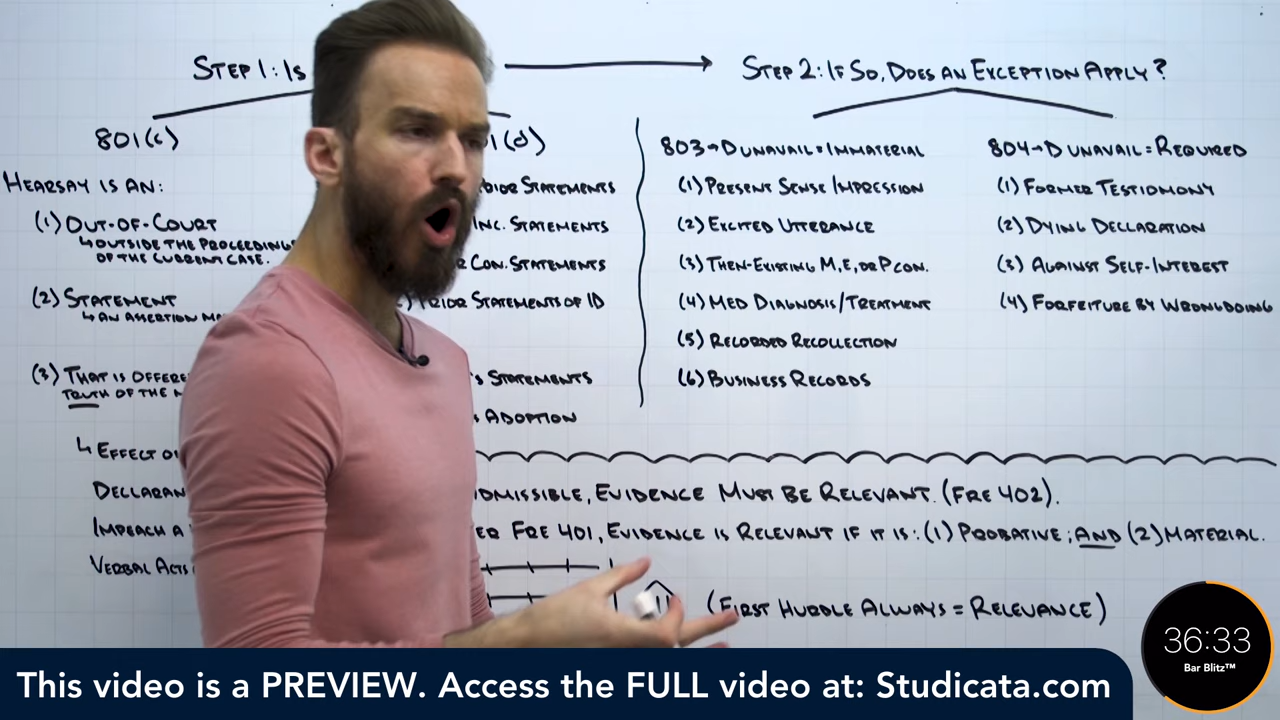 STEP 1: IS
STEP 2: IF SO, DOES AN EXCEPTION APPLY?
801(c)
(d)
HEARSAY IS AN:
(1) OUT-OF-COURT
↳ OUTSIDE THE PROCEEDING
OF THE CURRENT CASE.
(2) STATEMENT
↳ AN ASSERTION
(3) THAT IS
TRUTH OF THE
↳ EFFECT
VERBAL ACTS
IMPEACH A
STATEMENTS
INC. STATEMENTS
CON. STATEMENTS
PRIOR STATEMENTS OF ID
STATEMENTS
ADOPTION
803→D UNAVAIL=IMMATERIAL
(1) PRESENT SENSE IMPRESSION
(2) EXCITED UTTERANCE
(3) THEN-EXISTING M, E, OR P CON.
(4) MED DIAGNOSIS/TREATMENT
(5) RECORDED RECOLLECTION
(6) BUSINESS RECORDS
804→D UNAVAIL=REQUIRED
(1) FORMER TESTIOMONY
(2) DYING DECLARATION
(3) AGAINST SELF-INTEREST
(4) FORFEITURE BY WRONGDOING
EVIDENCE MUST BE RELEVANT. (FRE 402).
FRE 401, EVIDENCE IS RELEVANT IF IT IS: (1) PROBATIVE; AND (2) MATERIAL.
(FIRST HURDLE ALWAYS = RELEVANCE)
36:33
Bar Blitz™
This video is a PREVIEW. Access the FULL video at: Studicata.com